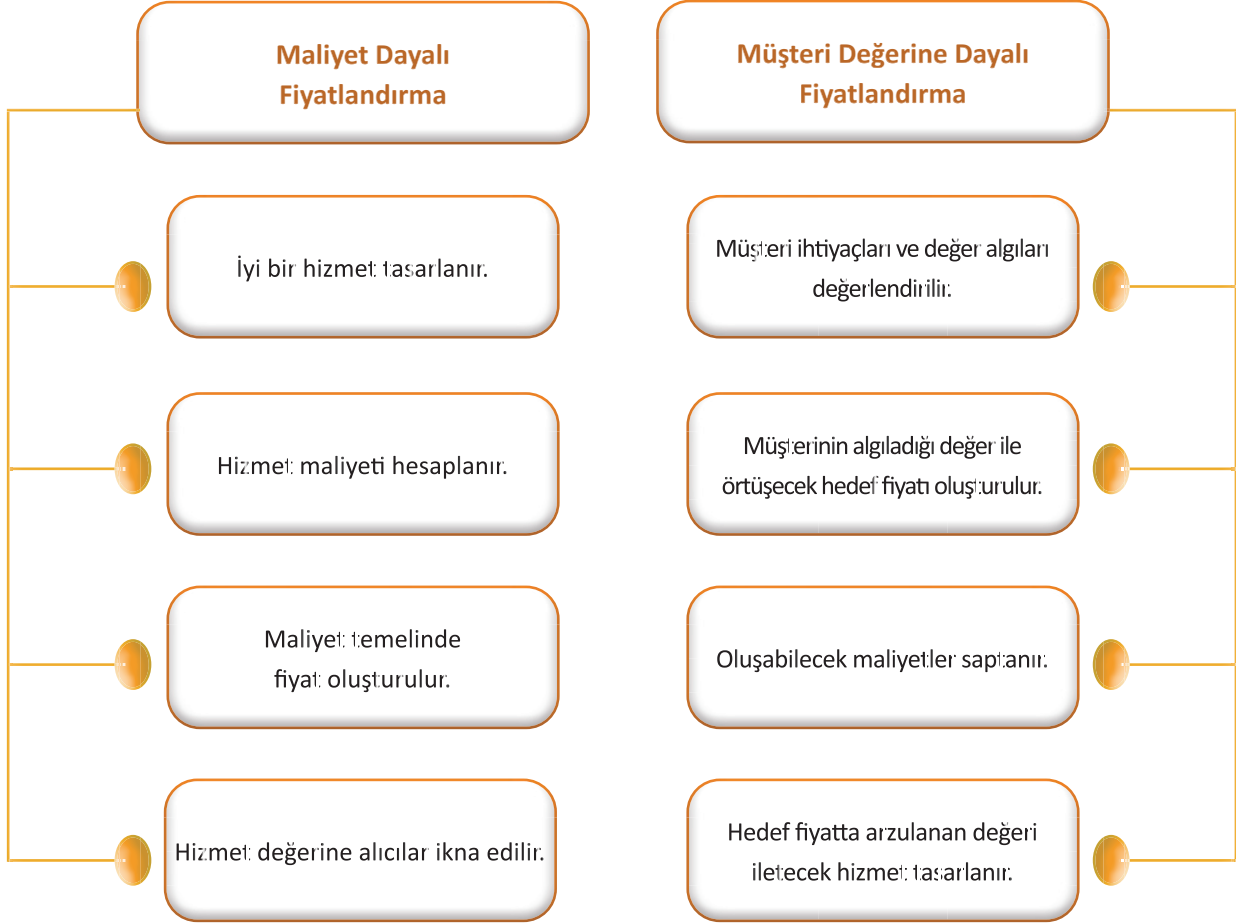 Maliyet Dayalı
Fiyatlandırma
İyi bir hizmet tasarlanır.
Hizmet maliyeti hesaplanır.
Maliyet temelinde
fiyat oluşturulur.
Hizmet değerine alıcılar ikna edilir.
Müşteri Değerine Dayalı
Fiyatlandırma
Müşteri ihtiyaçları ve değer algıları
değerlendirilir.
Müşterinin algıladığı değer ile
örtüşecek hedef fiyatı oluşturulur.
Oluşabilecek maliyetler saptanır.
Hedef fiyatta arzulanan değeri
iletecek hizmet tasarlanır.